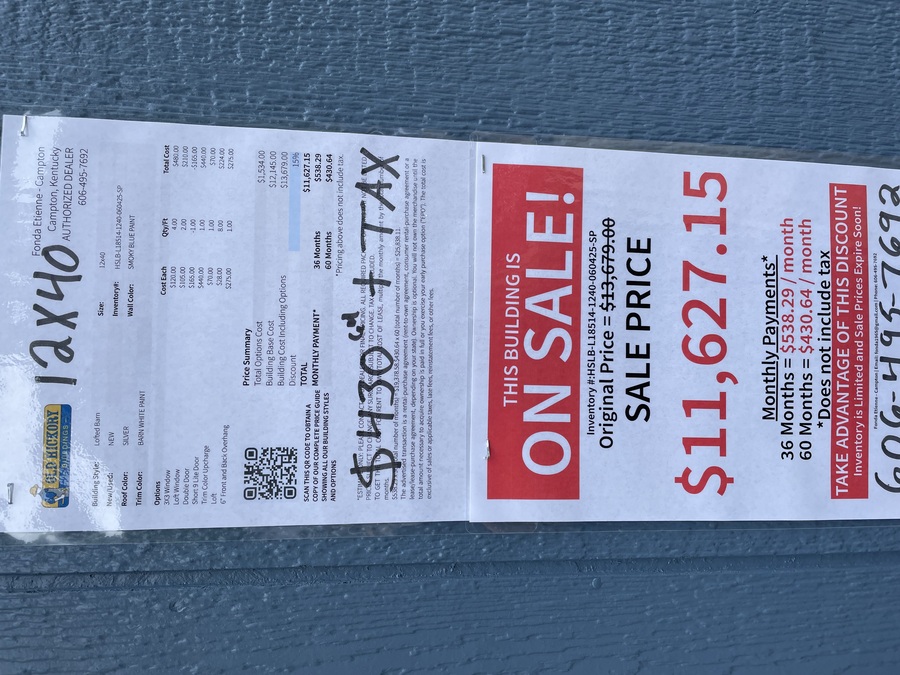 12x40
Fonda Etienne - Campton
Campton, Kentucky
AUTHORIZED DEALER
606-495-7692
OLD HICKORY
BUILDINGS
Building Style: Lofted Barn
Size: 12x40
New/Used: NEW
Inventory#: HSLB-L18514-1240-060425-SP
Roof Color: SILVER
Wall Color: SMOKY BLUE PAINT
Trim Color: BARN WHITE PAINT
Options Cost Each Qty/Ft Total Cost
3X3 Window $120.00 4.00 $480.00
Loft Window $105.00 2.00 $210.00
Double Door -$165.00 1.00 -$165.00
Short 9 Lite Door $440.00 1.00 $440.00
Trim Color Upcharge $70.00 1.00 $70.00
Loft $28.00 8.00 $224.00
6" Front and Back Overhang $275.00 1.00 $275.00
Price Summary
Total Options Cost $1,534.00
Building Base Cost $12,145.00
Building Cost Including Options $13,679.00
Discount 15%
TOTAL $11,627.15
MONTHLY PAYMENT* 36 Months $538.29
60 Months $430.64
*Pricing above does not include tax.
SCAN THIS QR CODE TO OBTAIN A
COPY OF OUR COMPLETE PRICE GUIDE
SHOWING ALL OUR BUILDING STYLES
AND OPTIONS
$430 64 + TAX
THIS BUILDING IS
ON SALE!
Inventory #:HSLB-L18514-1240-060425-SP
Original Price = $13,679.00
SALE PRICE
$11,627.15
Monthly Payments*
36 Months = $538.29 / month
60 Months = $430.64 / month
*Does not include tax
TAKE ADVANTAGE OF THIS DISCOUNT
Inventory is Limited and Sale Prices Expire Soon!
606-495-7692